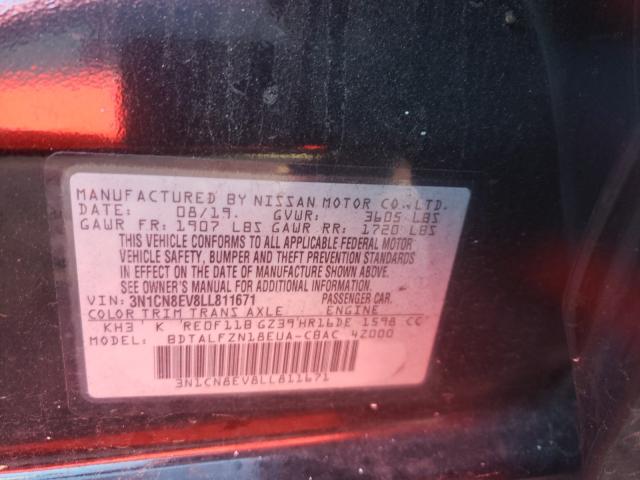 MANUFACTURED BY NISSAN MOTOR CO.,LTD.
DATE: 08/19. GVWR: 3605 LBS
GAWR FR: 1907 LBS GAWR RR: 1720 LBS
THIS VEHICLE CONFORMS TO ALL APPLICABLE FEDERAL MOTOR
VEHICLE SAFETY, BUMPER AND THEFT PREVENTION STANDARDS
IN EFFECT ON THE DATE OF MANUFACTURE SHOWN ABOVE.
SEE OWNER'S MANUAL FOR ADDITIONAL INFORMATION.
VIN: 3N1CN8EV8LL811671 PASSENGER CAR.
COLOR TRIM TRANS AXLE ENGINE
KH3 K RE0F11B GZ39 HR16DE 1598 CC
MODEL: BDTALFZN18EUA-CBAC 42000
3N1CN8EV8LL811671